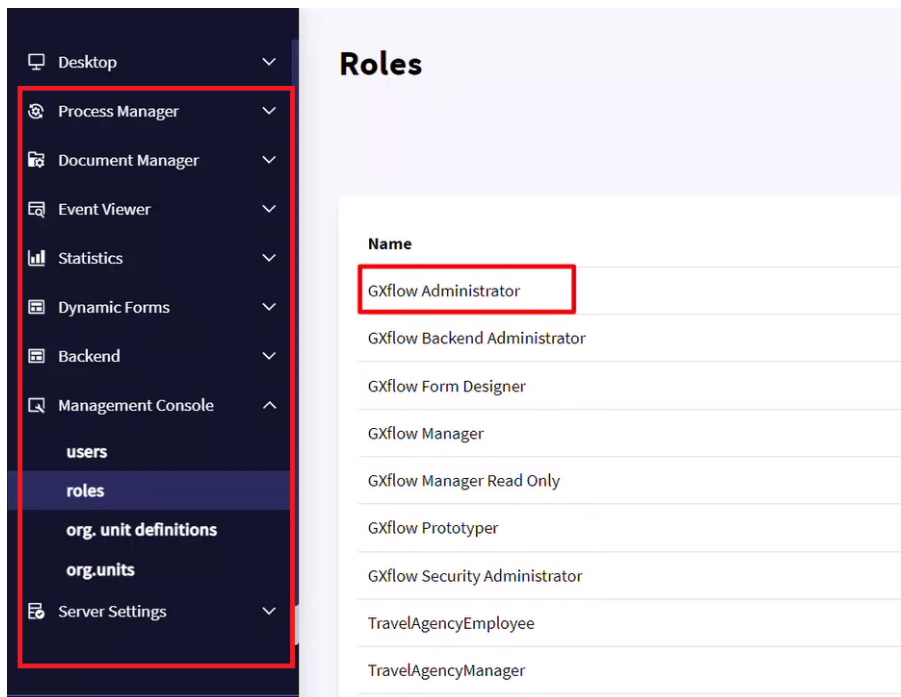 Desktop
Process Manager
Document Manager
Event Viewer
Statistics
Dynamic Forms
Backend
Management Console
users
roles
org. unit definitions
org.units
Server Settings
Roles
Name
GXflow Administrator
GXflow Backend Administrator
GXflow Form Designer
GXflow Manager
GXflow Manager Read Only
GXflow Prototyper
GXflow Security Administrator
TravelAgencyEmployee
TravelAgencyManager